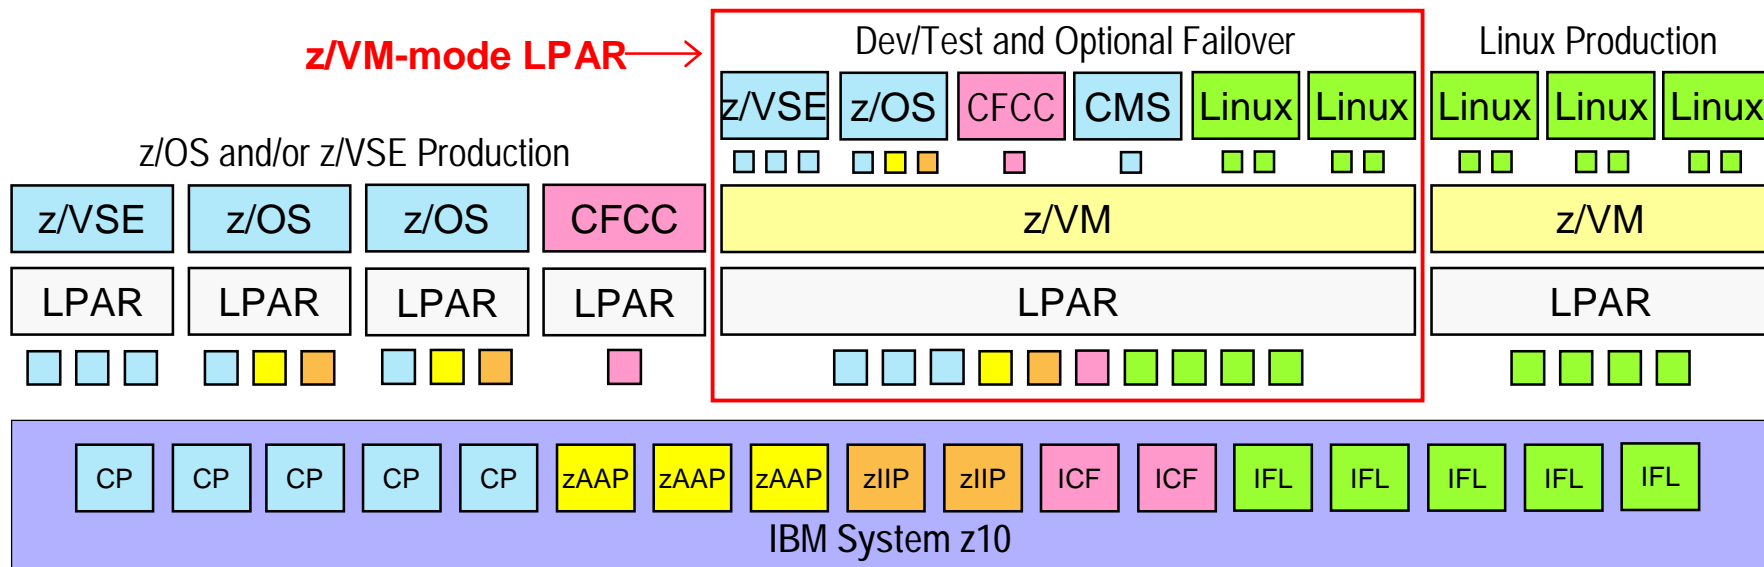 z/VM-mode LPAR
Dev/Test and Optional Failover
Linux Production
z/VSE z/OS CFCC CMS Linux Linux Linux Linux Linux
z/OS and/or z/VSE Production
z/VSE z/OS z/OS CFCC z/VM z/VM
LPAR LPAR LPAR LPAR LPAR LPAR
CP CP CP CP CP zAAP zAAP zAAP zIIP zIIP ICF ICF IFL IFL IFL IFL IFL
IBM System z10